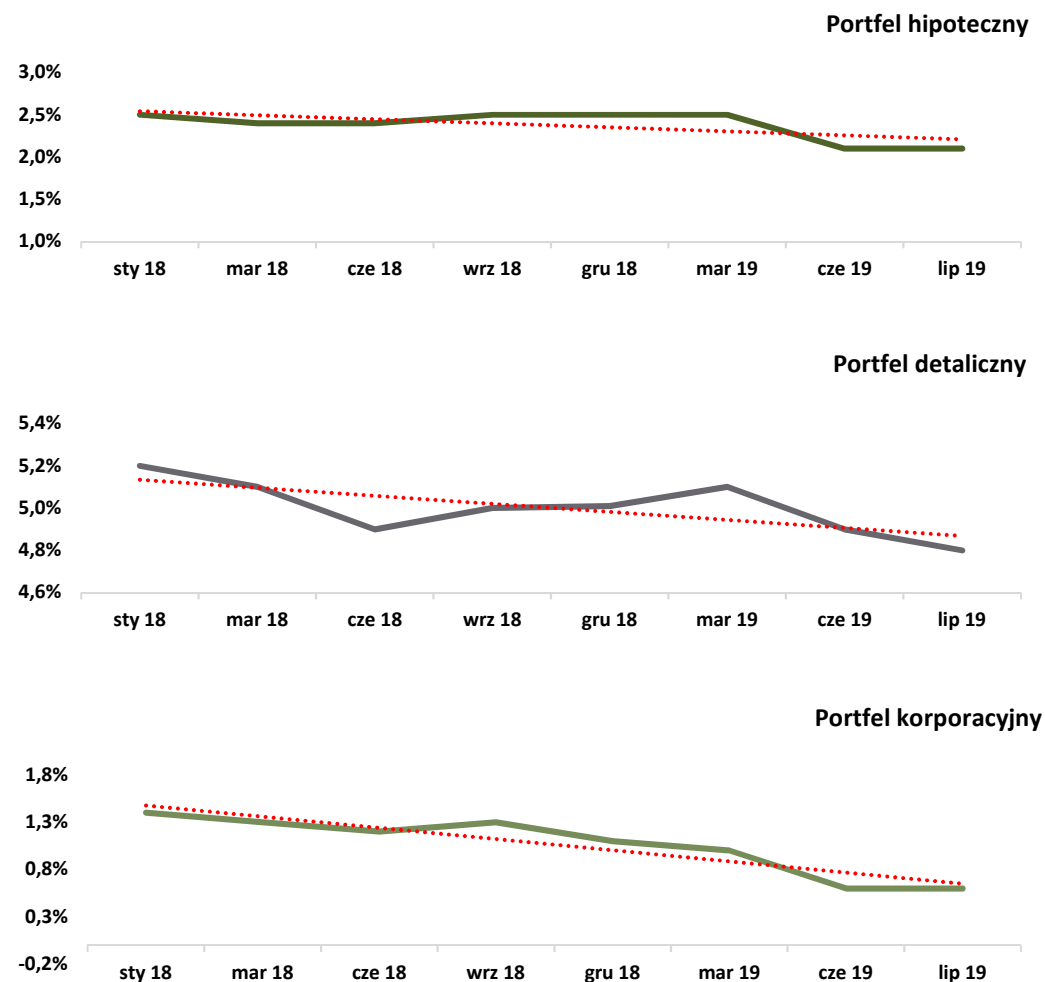 Portfel hipoteczny
3,0%
2,5%
2,0%
1,5%
1,0%
sty 18 mar 18 cze 18 wrz 18 gru 18 mar 19 cze 19 lip 19
Portfel detaliczny
5,4%
5,2%
5,0%
4,8%
4,6%
sty 18 mar 18 cze 18 wrz 18 gru 18 mar 19 cze 19 lip 19
Portfel korporacyjny
1,8%
1,3%
0,8%
0,3%
-0,2%
sty 18 mar 18 cze 18 wrz 18 gru 18 mar 19 cze 19 lip 19